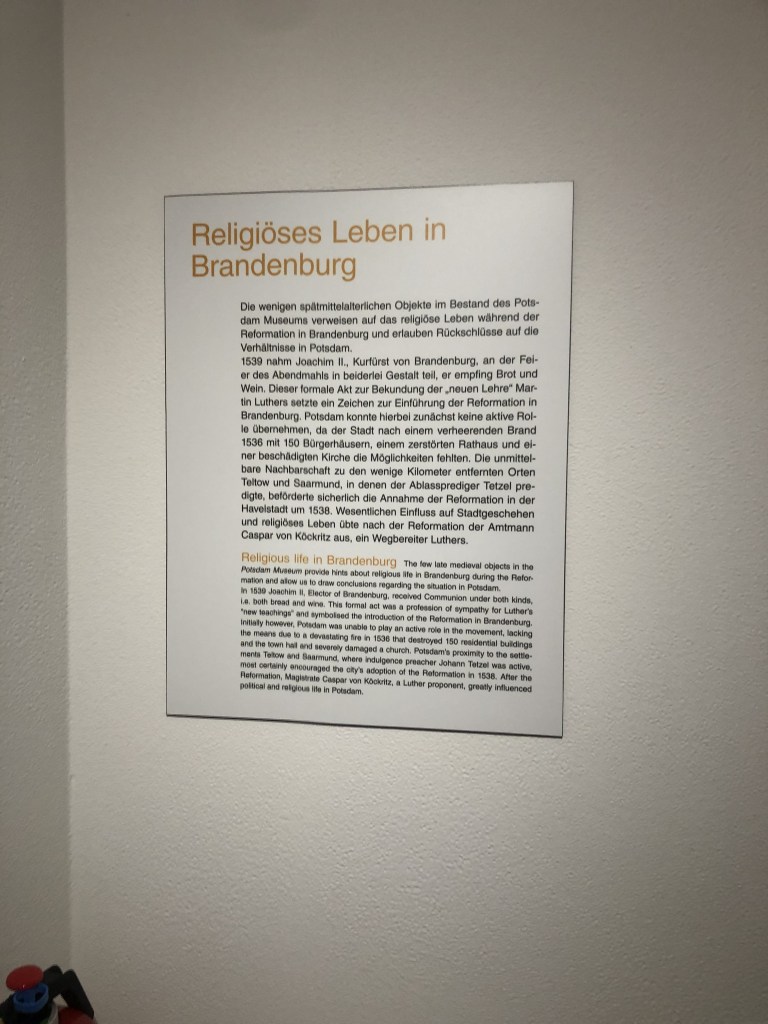 Religiöses Leben in
Brandenburg
Die wenigen spätmittelalterlichen Objekte im Bestand des Pots-
dam Museums verweisen auf das religiöse Leben während der
Reformation in Brandenburg und erlauben Rückschlüsse auf die
Verhältnisse in Potsdam.
1539 nahm Joachim II., Kurfürst von Brandenburg, an der Fei-
er des Abendmahls in beiderlei Gestalt teil, er empfing Brot und
Wein. Dieser formale Akt zur Bekundung der „neuen Lehre“ Mar-
tin Luthers setzte ein Zeichen zur Einführung der Reformation in
Brandenburg. Potsdam konnte hierbei zunächst keine aktive Rol-
le übernehmen, da der Stadt nach einem verheerenden Brand
1536 mit 150 Bürgerhäusern, einem zerstörten Rathaus und ei-
ner beschädigten Kirche die Möglichkeiten fehlten. Die unmittel-
bare Nachbarschaft zu den wenige Kilometer entfernten Orten
Teltow und Saarmund, in denen der Ablassprediger Tetzel pre-
digte, beförderte sicherlich die Annahme der Reformation in der
Havelstadt um 1538. Wesentlichen Einfluss auf Stadtgeschehen
und religiöses Leben übte nach der Reformation der Amtmann
Caspar von Köckritz aus, ein Wegbereiter Luthers.
Religious life in Brandenburg The few late medieval objects in the
Potsdam Museum provide hints about religious life in Brandenburg during the Refor-
mation and allow us to draw conclusions regarding the situation in Potsdam.
In 1539 Joachim II, Elector of Brandenburg, received Communion under both kinds,
i.e. both bread and wine. This formal act was a profession of sympathy for Luther's
"new teachings" and symbolised the introduction of the Reformation in Brandenburg.
Initially however, Potsdam was unable to play an active role in the movement, lacking
the means due to a devastating fire in 1536 that destroyed 150 residential buildings
and the town hall and severely damaged a church. Potsdam's proximity to the settle-
ments Teltow and Saarmund, where indulgence preacher Johann Tetzel was active,
most certainly encouraged the city's adoption of the Reformation in 1538. After the
Reformation, Magistrate Caspar von Köckritz, a Luther proponent, greatly influenced
political and religious life in Potsdam.